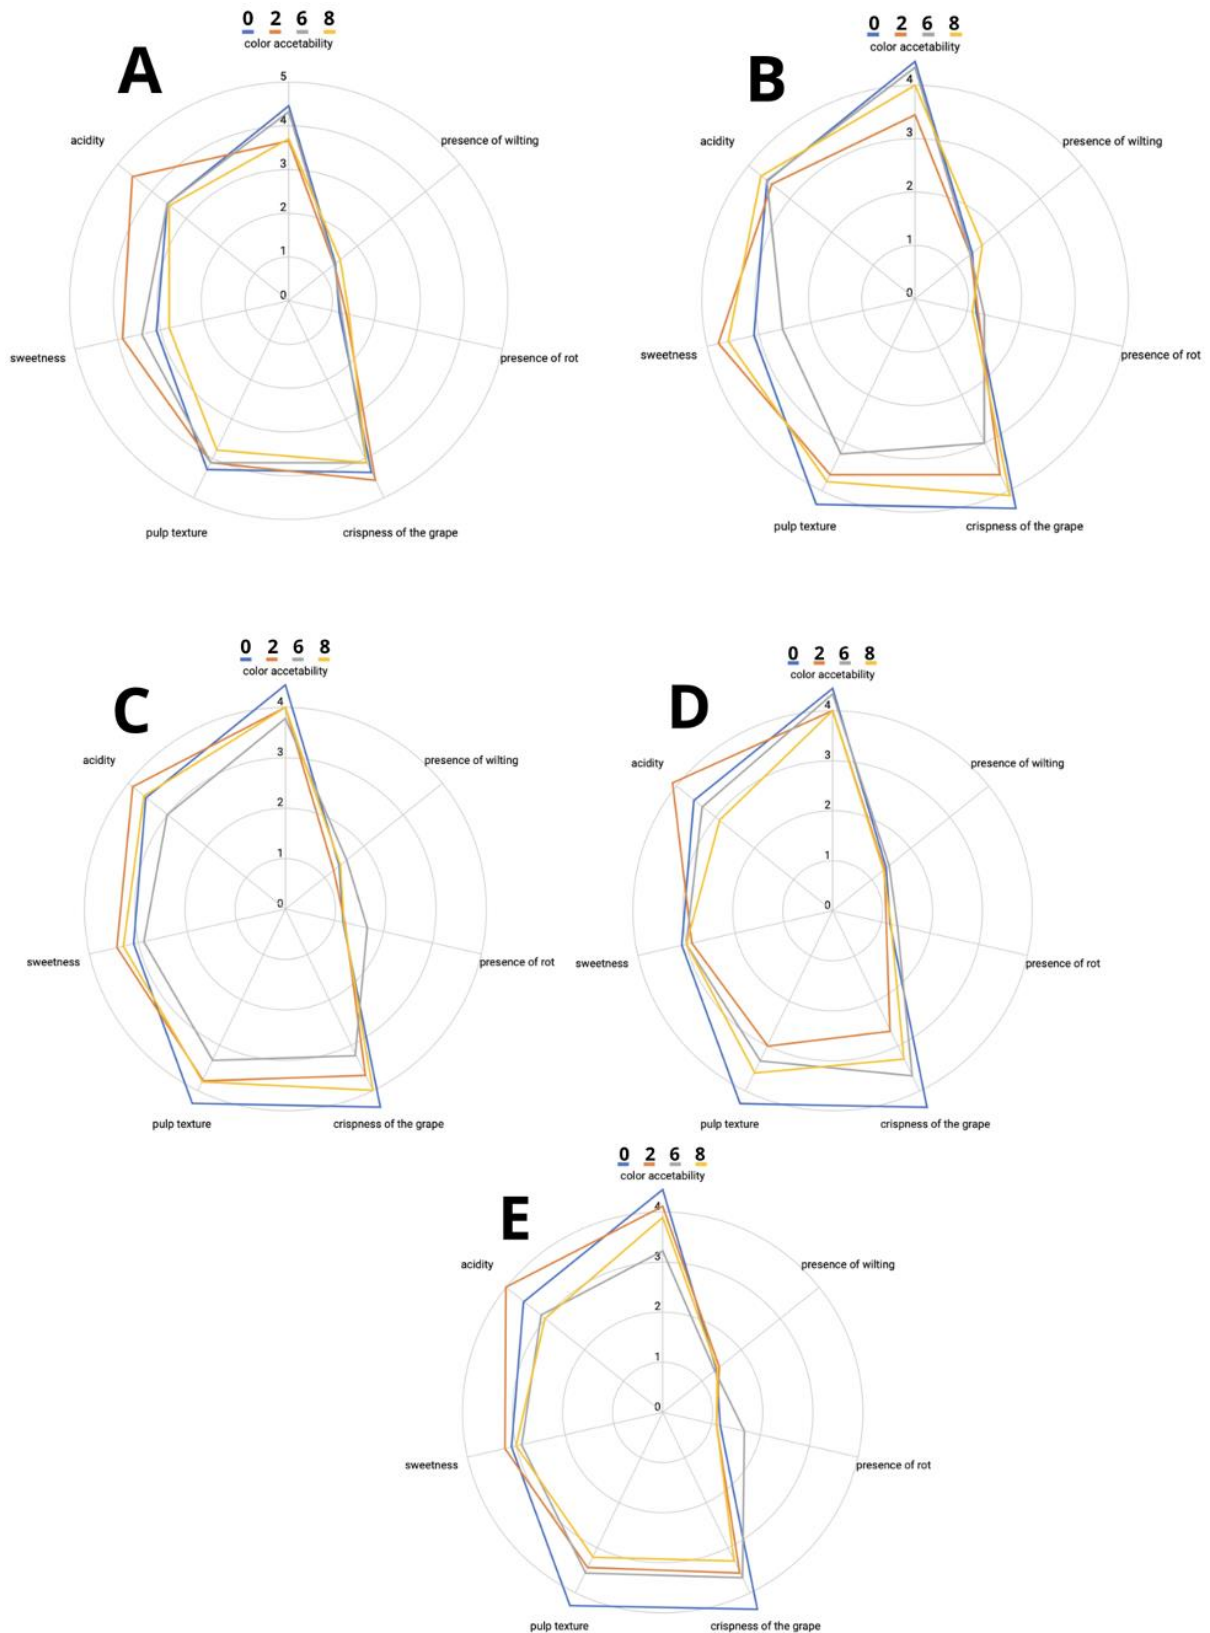 0 2 6 8
color accetability
A
5
acidity
4
presence of wilting
3
2
1
0
sweetness
presence of rot
pulp texture
crispness of the grape
0 2 6 8
color accetability
B
4
acidity
3
presence of wilting
2
1
0
sweetness
presence of rot
pulp texture
crispness of the grape
0 2 6 8
color accetability
C
4
acidity
3
presence of wilting
2
1
0
sweetness
presence of rot
pulp texture
crispness of the grape
0 2 6 8
color accetability
D
4
acidity
3
presence of wilting
2
1
0
sweetness
presence of rot
pulp texture
crispness of the grape
0 2 6 8
color accetability
E
4
acidity
3
presence of wilting
2
1
0
sweetness
presence of rot
pulp texture
crispness of the grape